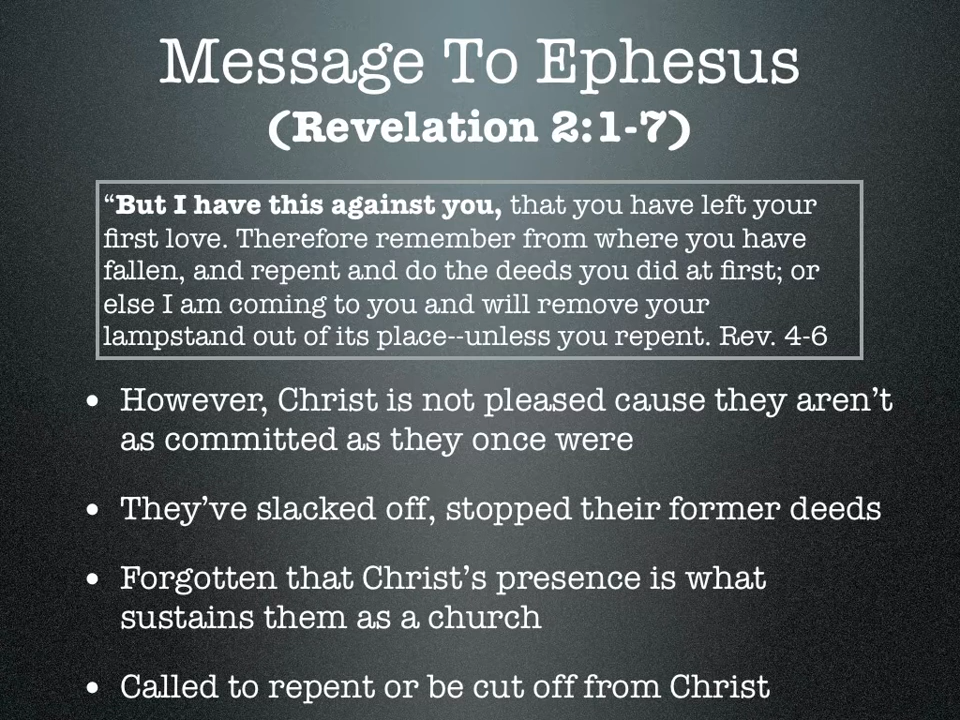 Message To Ephesus
(Revelation 2:1-7)
“But I have this against you, that you have left your
first love. Therefore remember from where you have
fallen, and repent and do the deeds you did at first; or
else I am coming to you and will remove your
lampstand out of its place--unless you repent. Rev. 4-6
• However, Christ is not pleased cause they aren’t
as committed as they once were
• They’ve slacked off, stopped their former deeds
• Forgotten that Christ’s presence is what
sustains them as a church
• Called to repent or be cut off from Christ